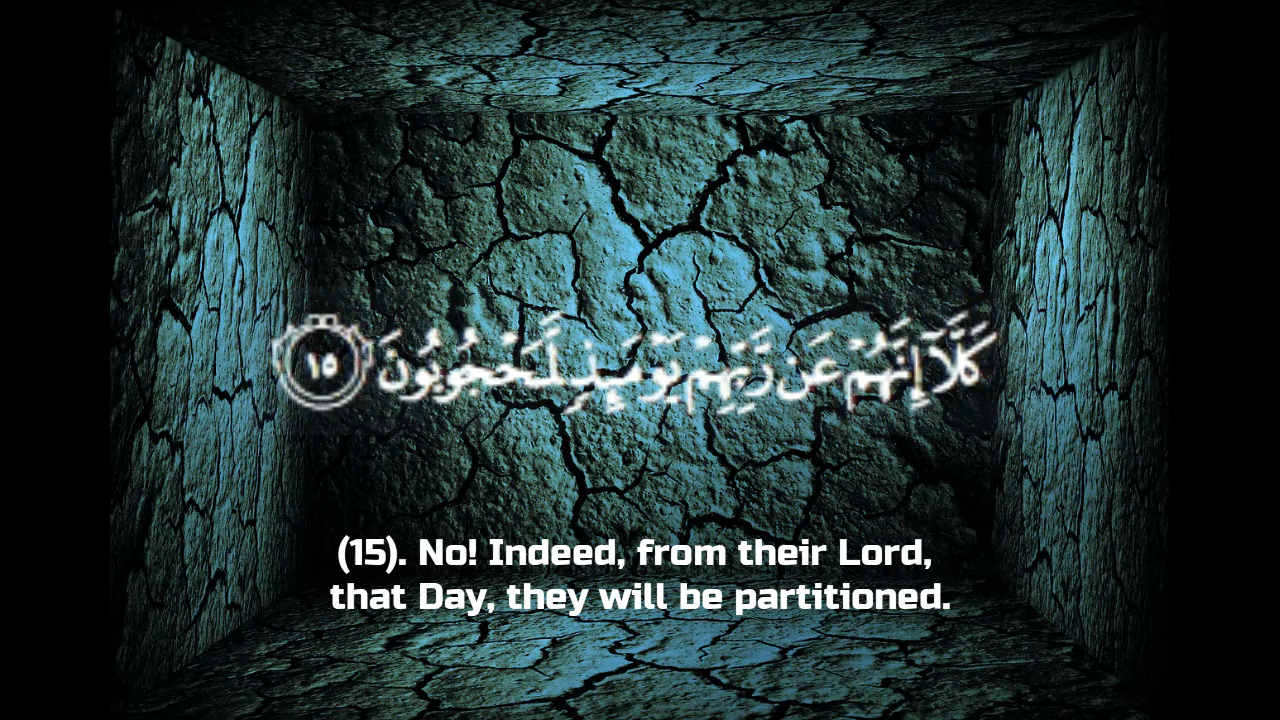 كَلَّآ إِنَّهُمْ عَن رَّبِّهِمْ يَوْمَئِذٍ لَّمَحْجُوبُونَ ١٥
(15). No! Indeed, from their Lord,
that Day, they will be partitioned.